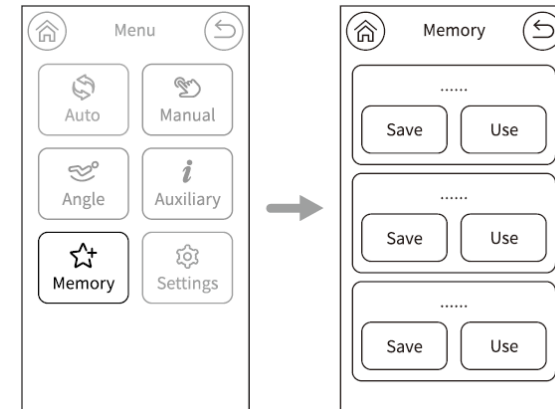 Menu
Auto
Manual
Angle
Auxiliary
Memory
Settings
Memory
......
Save
Use
......
Save
Use
......
Save
Use